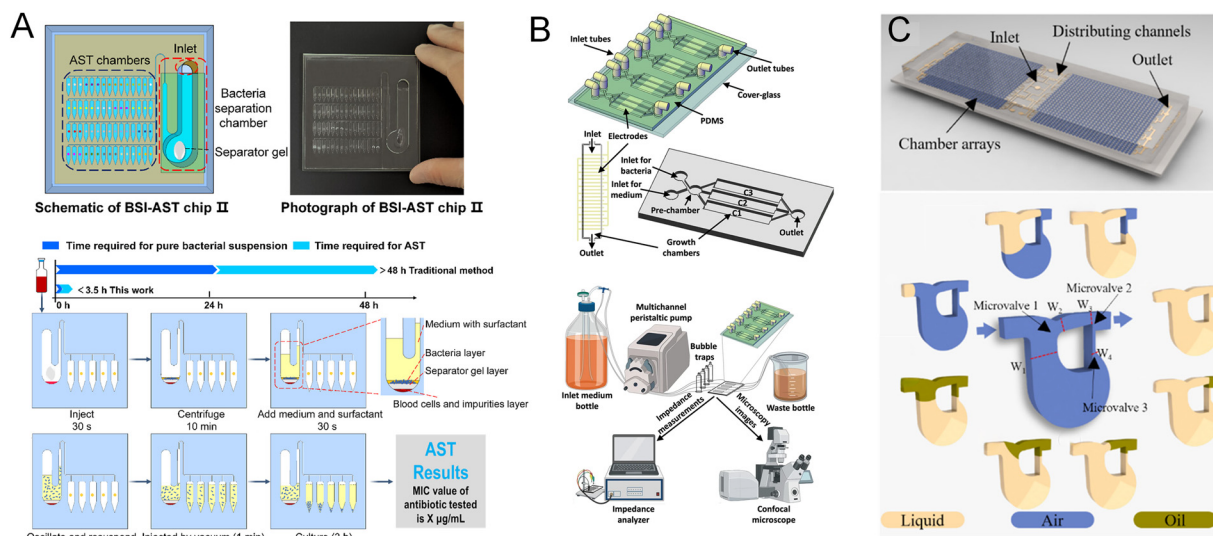 A
AST chambers
Inlet
Bacteria
separation
chamber
Separator gel
Schematic of BSI-AST chip II
Photograph of BSI-AST chip II
Time required for pure bacterial suspension
Time required for AST
> 48 h Traditional method
< 3.5 h This work
0 h
24 h
48 h
Medium with surfactant
Bacteria layer
Separator gel layer
Blood cells and impurities layer
Inject
30 s
Centrifuge
10 min
Add medium and surfactant
30 s
AST
Results
MIC value of
antibiotic tested
is X μg/mL
Oscillate and resuspend
Injected by vacuum (1 min)
Culture (3 h)
B
Inlet tubes
Outlet tubes
Cover-glass
PDMS
Electrodes
Inlet
Inlet for
bacteria
Inlet for
medium
Pre-chamber
C3
C2
C1
Outlet
Growth
chambers
Outlet
Multichannel
peristaltic pump
Bubble
traps
Inlet medium
bottle
Waste bottle
Impedance
measurements
Microscopy
images
Impedance
analyzer
Confocal
microscope
C
Inlet
Distributing channels
Outlet
Chamber arrays
Microvalve 1
W2
W3
Microvalve 2
W1
W4
Microvalve 3
Liquid
Air
Oil